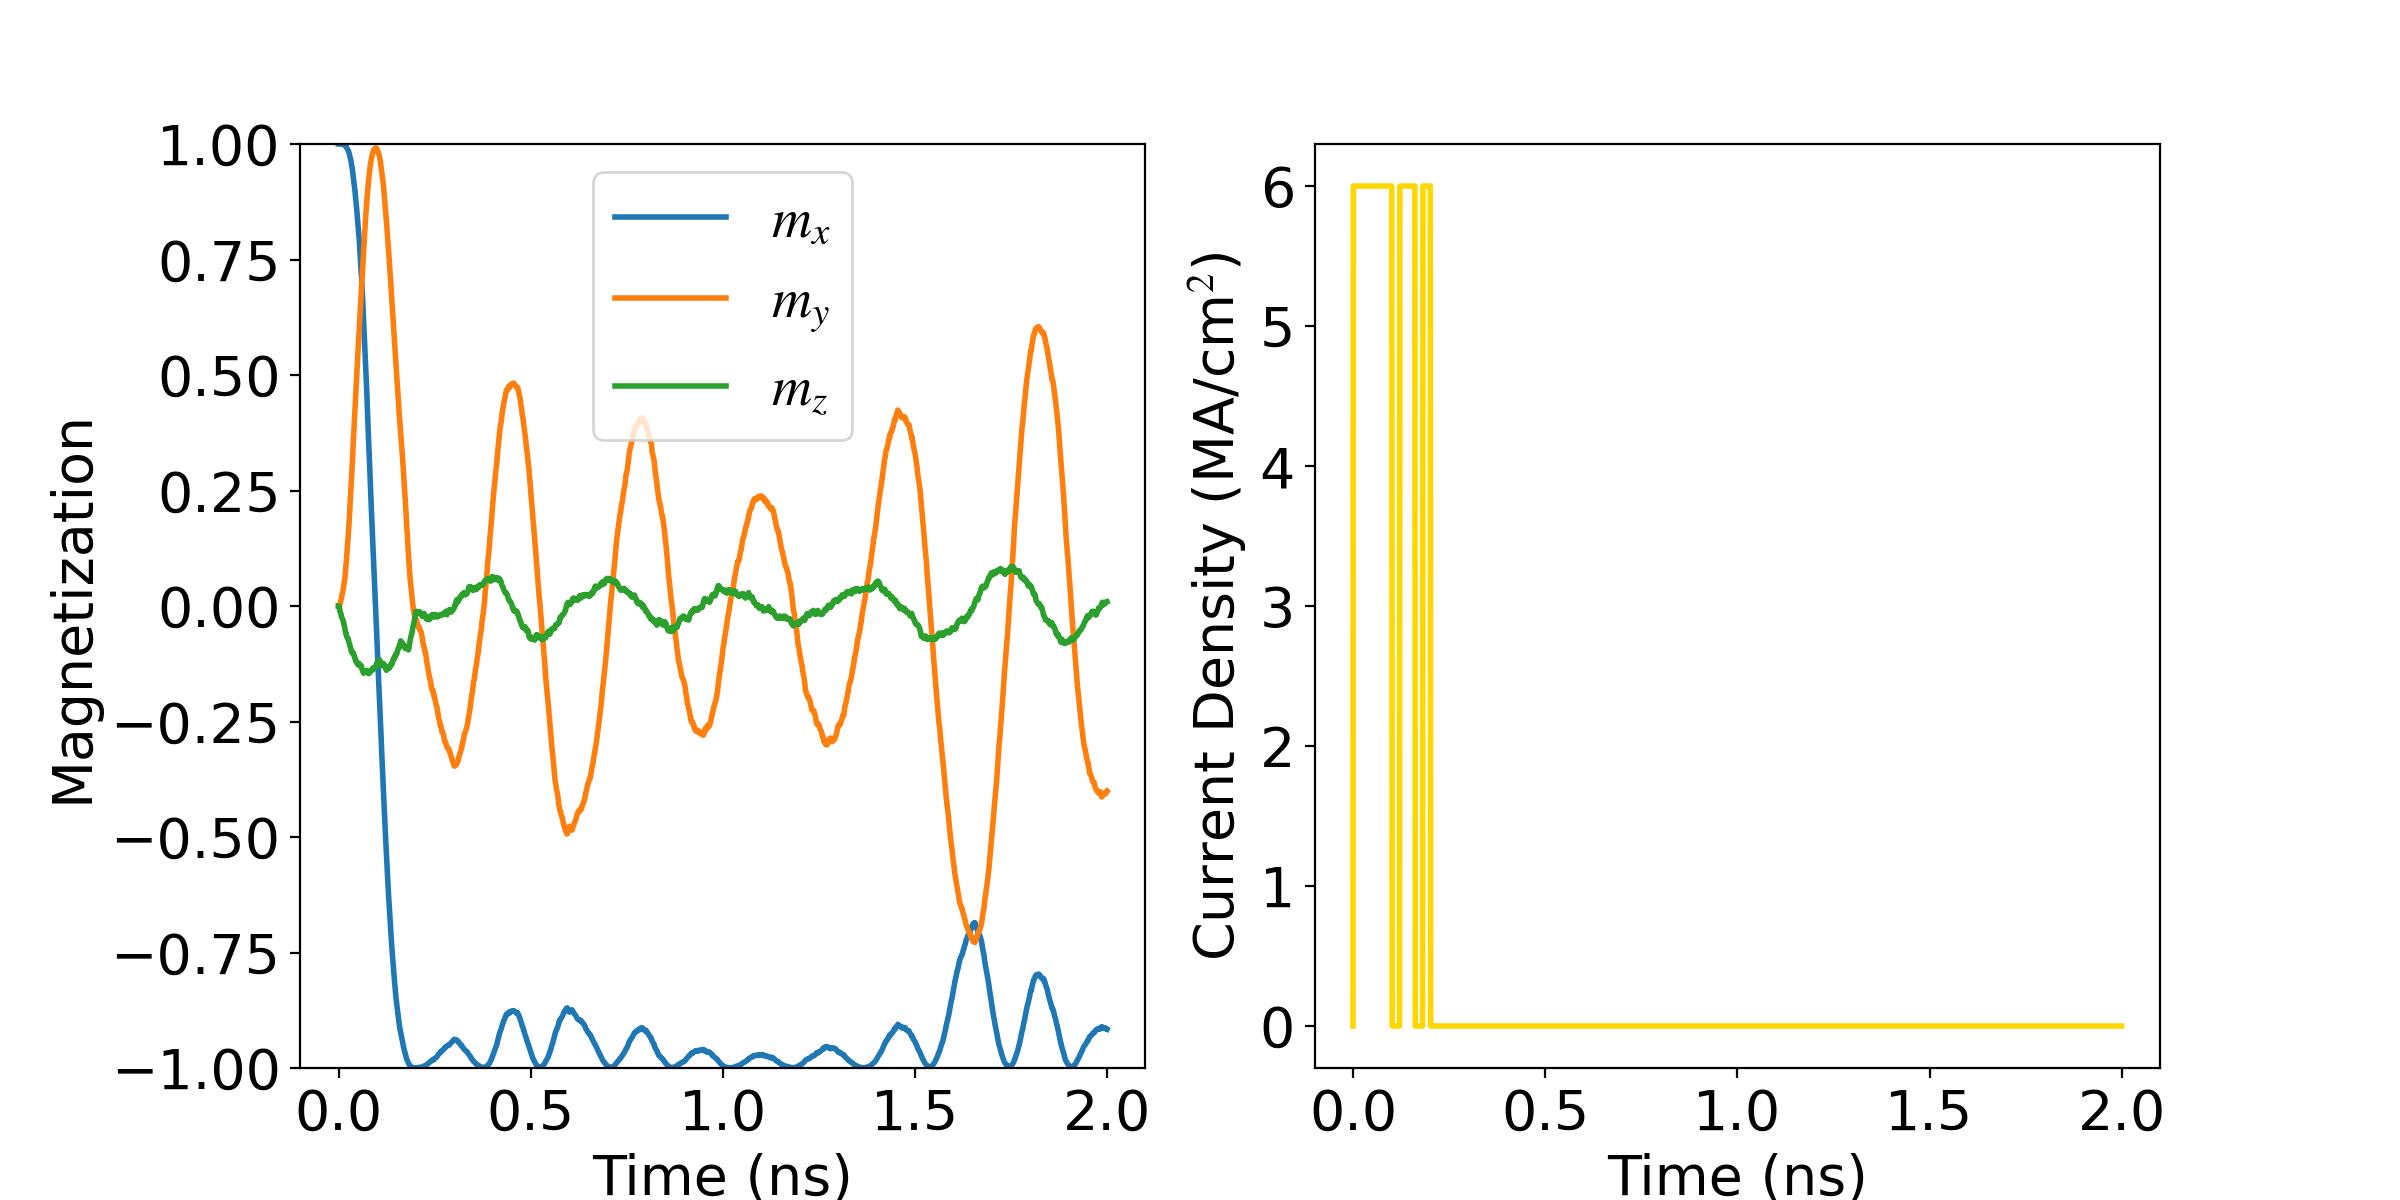 1.00
0.75
0.50
0.25
0.00
−0.25
−0.50
−0.75
−1.00
Magnetization
0.0 0.5 1.0 1.5 2.0
Time (ns)
m_x
m_y
m_z
6
5
4
3
2
1
0
Current Density (MA/cm²)
0.0 0.5 1.0 1.5 2.0
Time (ns)